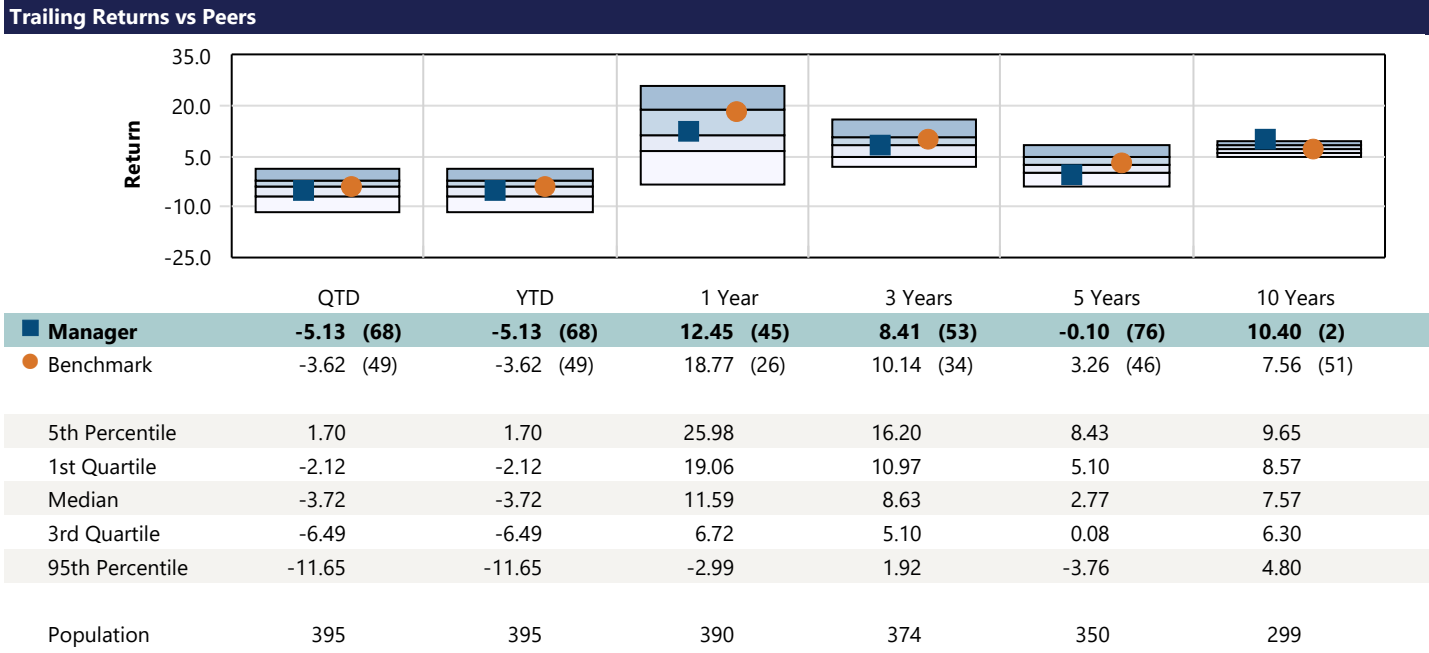 Trailing Returns vs Peers
35.0
20.0
5.0
-10.0
-25.0
Return
QTD YTD 1 Year 3 Years 5 Years 10 Years
Manager -5.13 (68) -5.13 (68) 12.45 (45) 8.41 (53) -0.10 (76) 10.40 (2)
Benchmark -3.62 (49) -3.62 (49) 18.77 (26) 10.14 (34) 3.26 (46) 7.56 (51)
5th Percentile 1.70 1.70 25.98 16.20 8.43 9.65
1st Quartile -2.12 -2.12 19.06 10.97 5.10 8.57
Median -3.72 -3.72 11.59 8.63 2.77 7.57
3rd Quartile -6.49 -6.49 6.72 5.10 0.08 6.30
95th Percentile -11.65 -11.65 -2.99 1.92 -3.76 4.80
Population 395 395 390 374 350 299